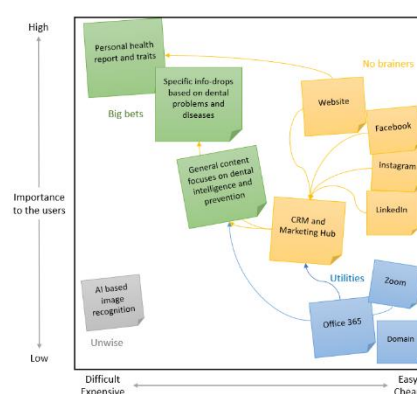 High
Personal health
report and traits
No brainers
Specific info-drops
based on dental
problems and
diseases
Website
Big bets
Facebook
General content
focuses on dental
intelligence and
prevention
Instagram
Importance
to the users
LinkedIn
CRM and
Marketing Hub
Utilities
Zoom
AI based
image
recognition
Office 365
Unwise
Domain
Low
Difficult
Expensive
Easy
Cheap